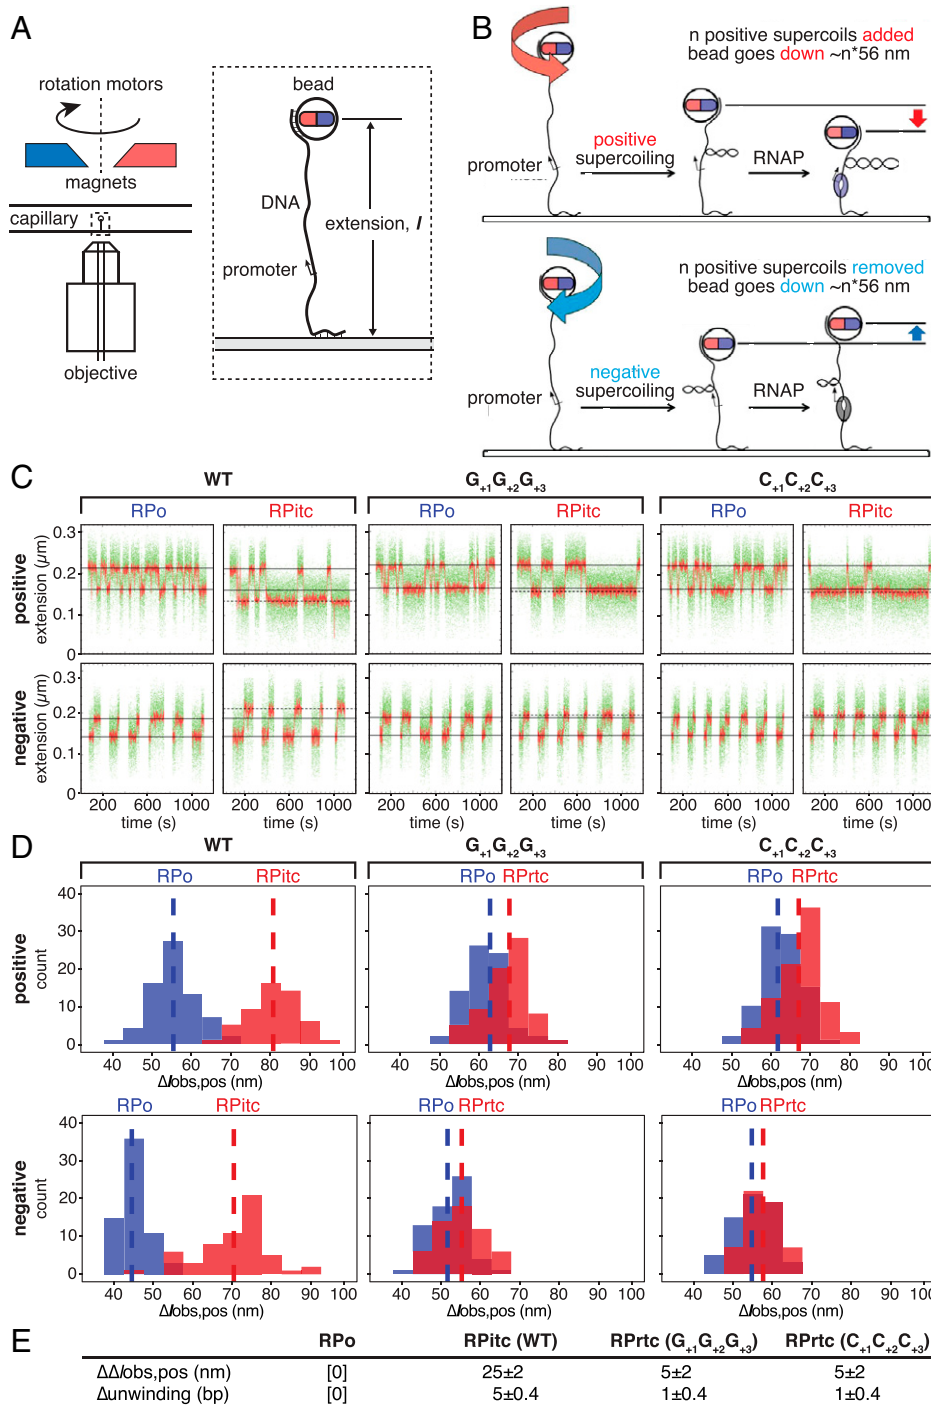 A
rotation motors
magnets
capillary
objective
bead
DNA
extension, l
promoter
B
n positive supercoils added
bead goes down ~n*56 nm
promoter
positive
supercoiling
RNAP
n positive supercoils removed
bead goes down ~n*56 nm
promoter
negative
supercoiling
RNAP
C
WT
G+1G+2G+3
C+1C+2C+3
RPo
RPitc
RPo
RPitc
RPo
RPitc
positive
extension (µm)
0.3
0.2
0.1
0
negative
extension (µm)
0.3
0.2
0.1
0
200 600 1000
200 600 1000
200 600 1000
200 600 1000
200 600 1000
200 600 1000
time (s)
time (s)
time (s)
time (s)
time (s)
time (s)
D
WT
G+1G+2G+3
C+1C+2C+3
RPo
RPitc
RPo
RPrtc
RPo
RPrtc
positive
count
40
30
20
10
0
40 50 60 70 80 90 100
40 50 60 70 80 90 100
40 50 60 70 80 90 100
Δlobs,pos (nm)
Δlobs,pos (nm)
Δlobs,pos (nm)
RPo
RPitc
RPo
RPrtc
RPo
RPrtc
negative
count
40
30
20
10
0
40 50 60 70 80 90 100
40 50 60 70 80 90 100
40 50 60 70 80 90 100
Δlobs,pos (nm)
Δlobs,pos (nm)
Δlobs,pos (nm)
E
RPo RPitc (WT) RPrtc (G+1G+2G+3) RPrtc (C+1C+2C+3)
ΔΔlobs,pos (nm) [0] 25±2 5±2 5±2
Δunwinding (bp) [0] 5±0.4 1±0.4 1±0.4